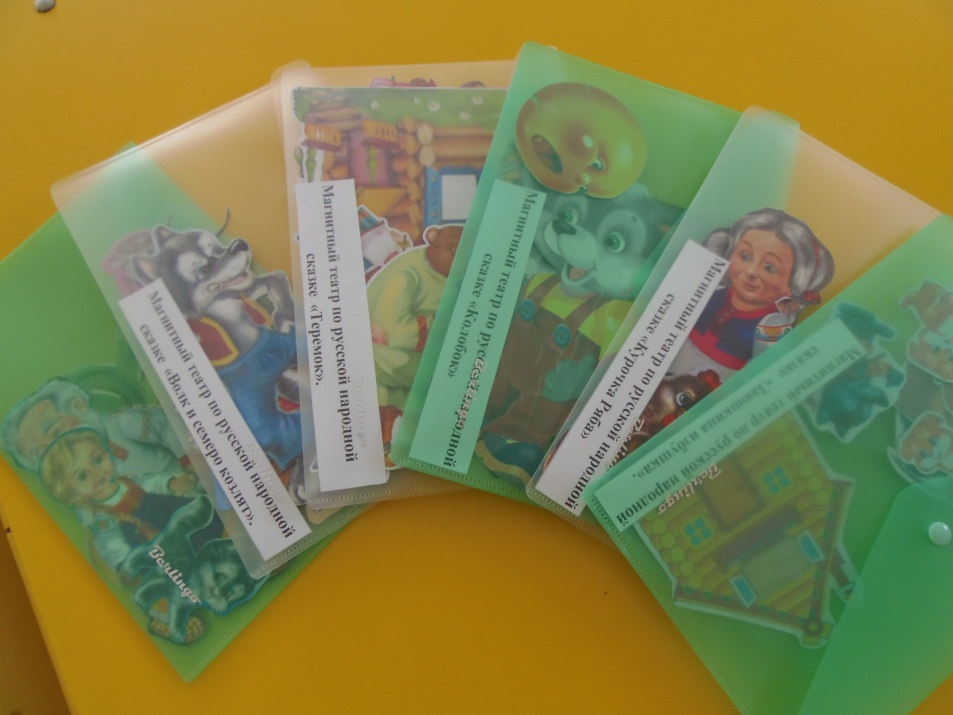 Магнитный театр по русской народной
сказке «Волк и семеро козлят».
Магнитный театр по русской народной
сказке «Теремок».
Магнитный театр по русской народной
сказке «Колобок»
Магнитный театр по русской народной
сказке «Курочка Ряба»
Магнитный театр по русской народной
сказке «Заюшкина избушка».
Berlingo
Berlingo